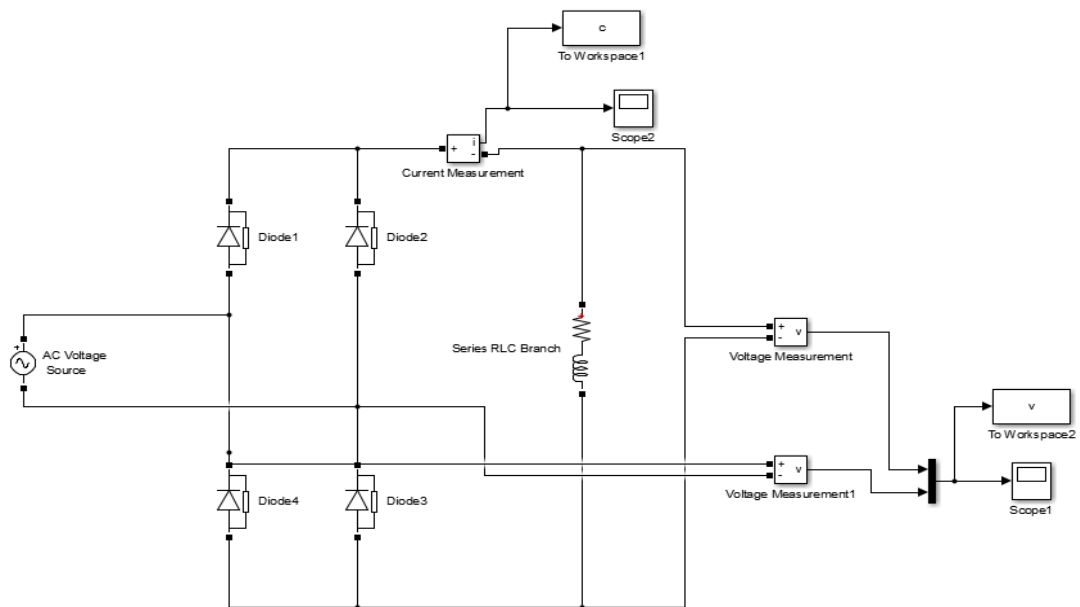 c
To Workspace1
Scope2
+
i
-
Current Measurement
Diode1
Diode2
+
AC Voltage
Source
Series RLC Branch
+
-
v
Voltage Measurement
v
To Workspace2
+
-
v
Voltage Measurement1
Diode4
Diode3
Scope1